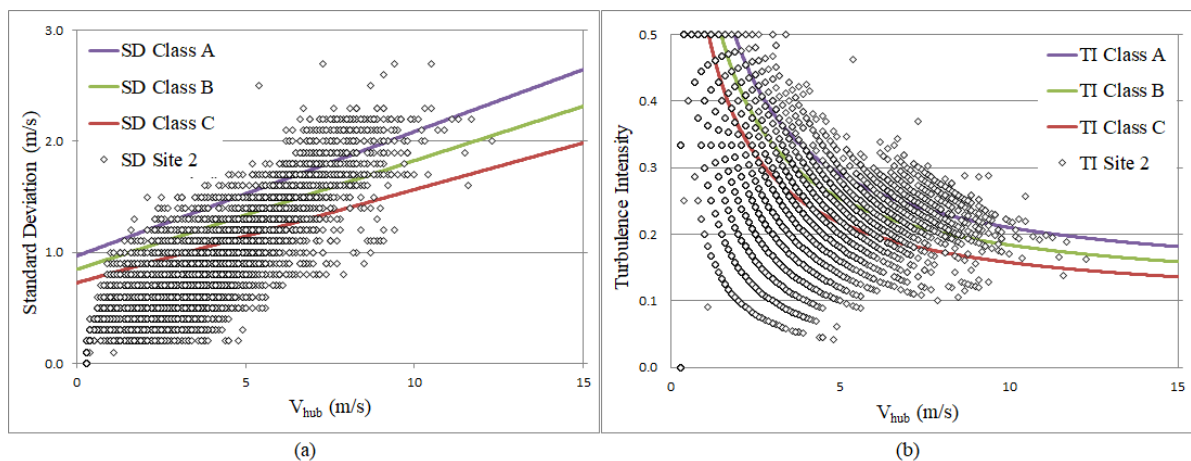 3.0
2.0
1.0
0.0
Standard Deviation (m/s)
SD Class A
SD Class B
SD Class C
SD Site 2
0
5
10
15
V_hub (m/s)
(a)
0.5
0.4
0.3
0.2
0.1
0.0
Turbulence Intensity
TI Class A
TI Class B
TI Class C
TI Site 2
0
5
10
15
V_hub (m/s)
(b)